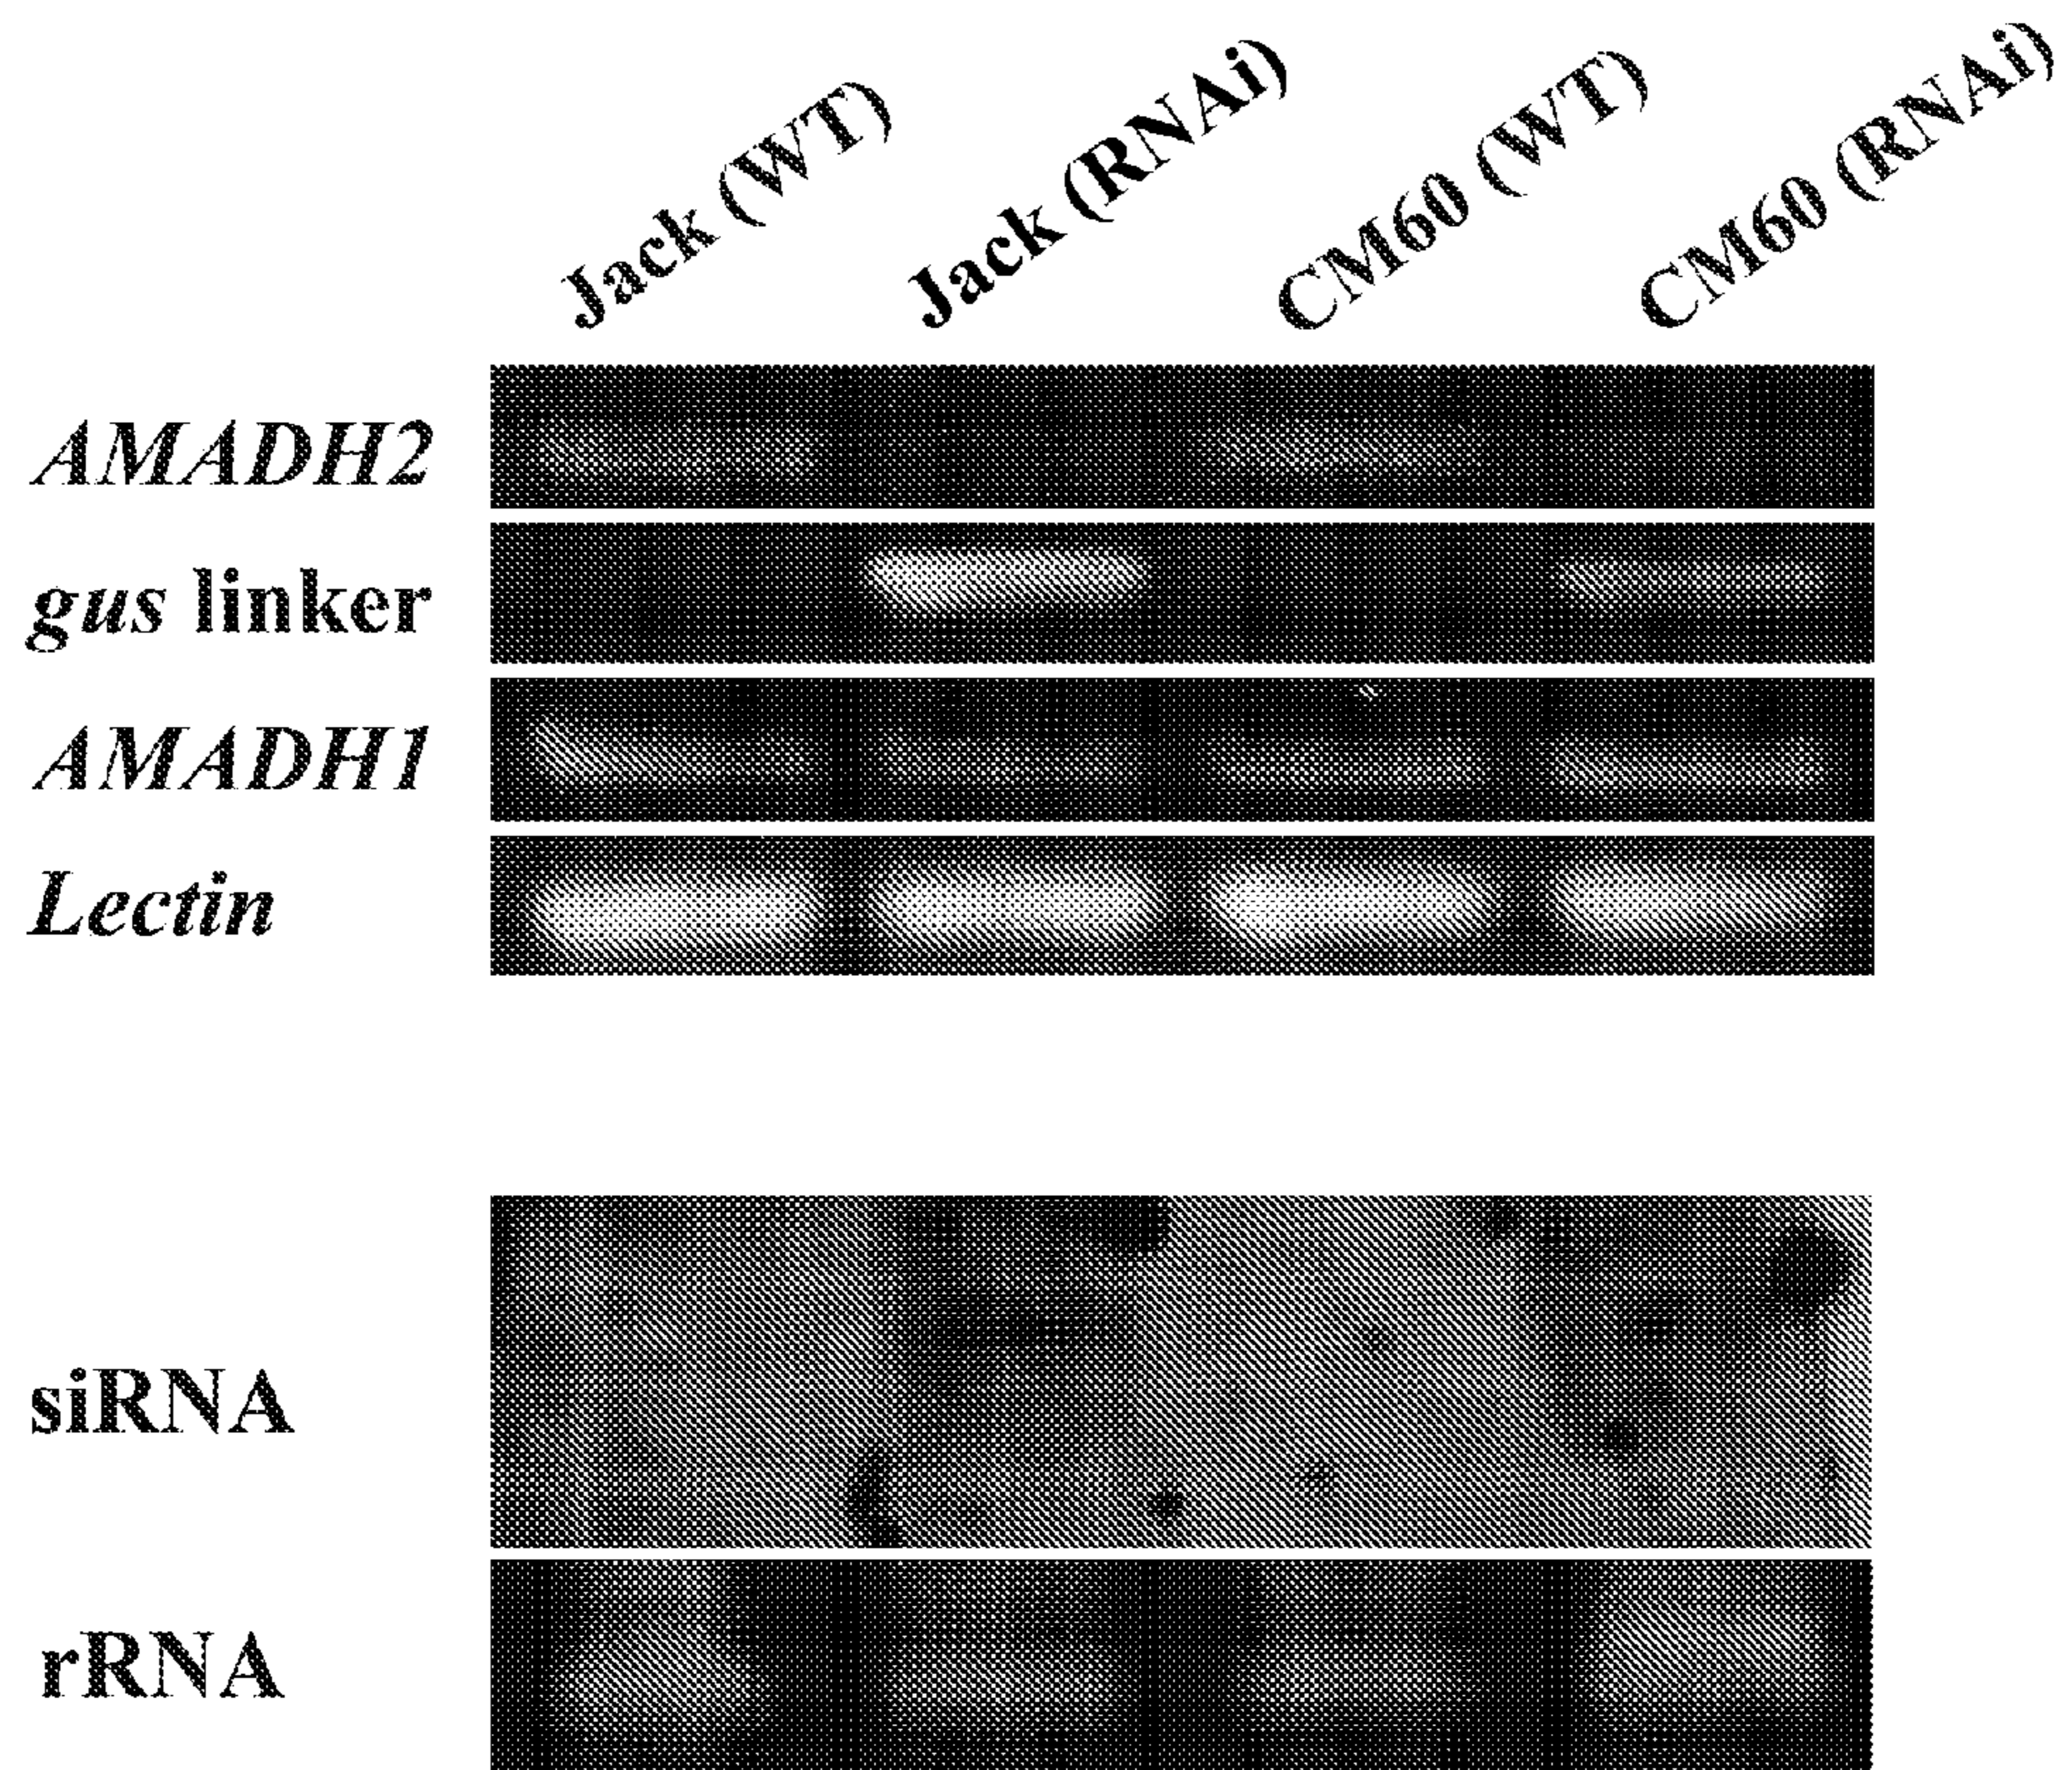 Jack (WT)
Jack (RNAi)
CM60 (WT)
CM60 (RNAi)
AMADH2
gus linker
AMADH1
Lectin
siRNA
rRNA